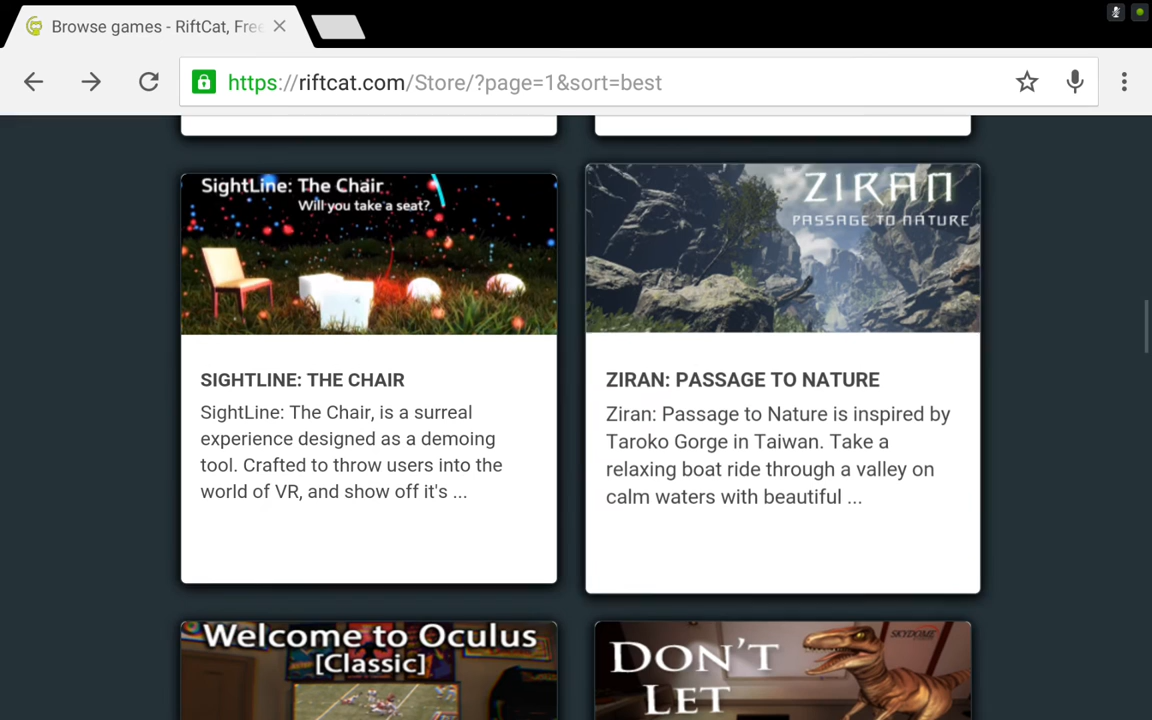 Browse games - RiftCat, Free
https://riftcat.com/Store/?page=1&sort=best
SightLine: The Chair
Will you take a seat?
ZIRAN
PASSAGE TO NATURE
SIGHTLINE: THE CHAIR
SightLine: The Chair, is a surreal
experience designed as a demoing
tool. Crafted to throw users into the
world of VR, and show off it's ...
ZIRAN: PASSAGE TO NATURE
Ziran: Passage to Nature is inspired by
Taroko Gorge in Taiwan. Take a
relaxing boat ride through a valley on
calm waters with beautiful ...
Welcome to Oculus
[Classic]
DON'T
LET
SKYDOME